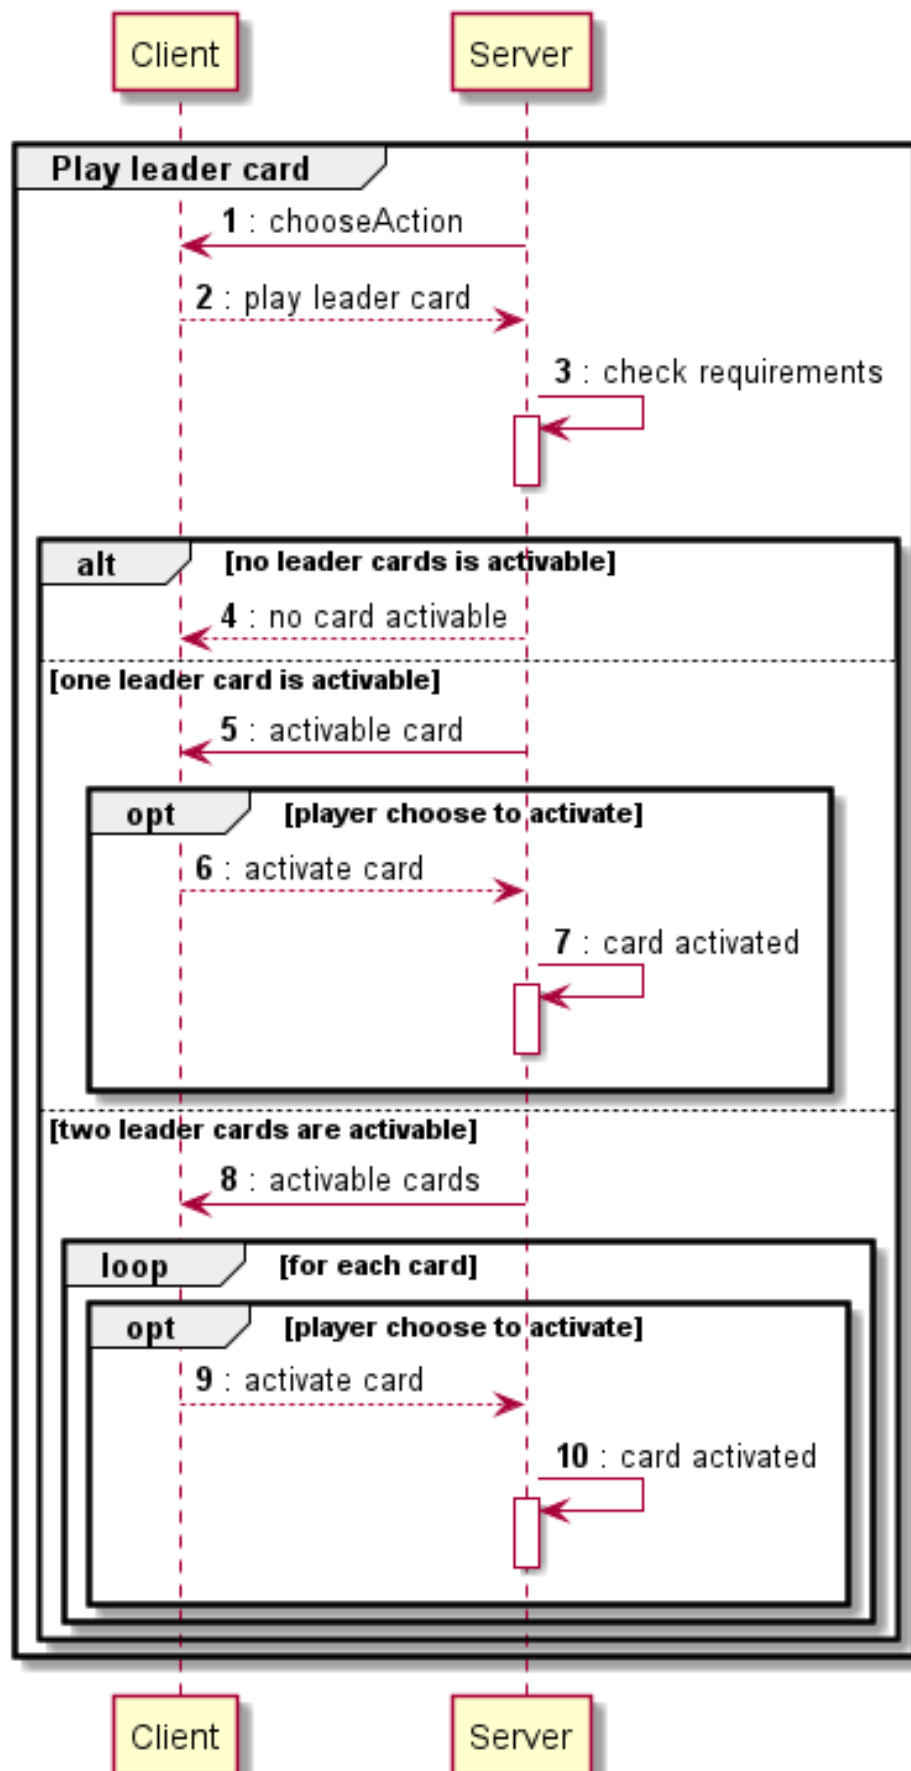 Client Server
Play leader card
1 : chooseAction
2 : play leader card
3 : check requirements
alt [no leader cards is activable]
4 : no card activable
[one leader card is activable]
5 : activable card
opt [player choose to activate]
6 : activate card
7 : card activated
[two leader cards are activable]
8 : activable cards
loop [for each card]
opt [player choose to activate]
9 : activate card
10 : card activated
Client Server